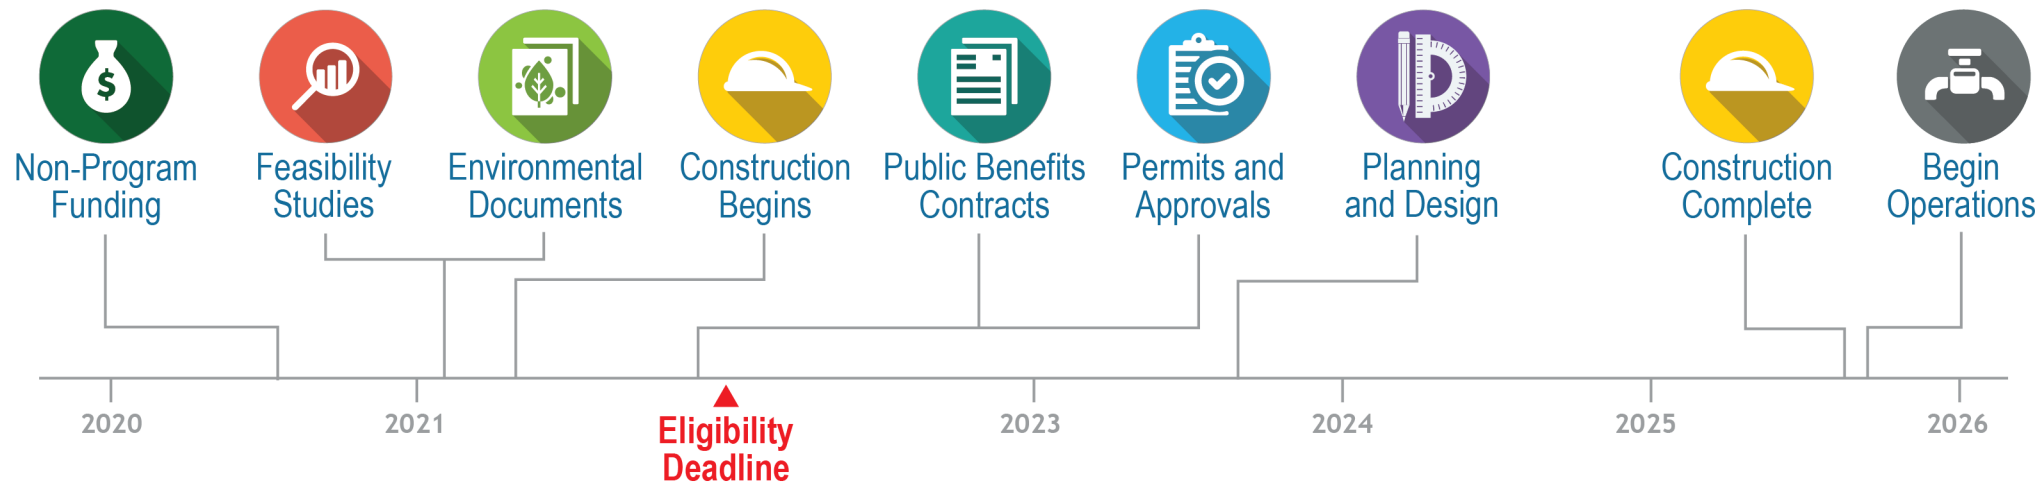 Non-Program
Funding
Feasibility
Studies
Environmental
Documents
Construction
Begins
Public Benefits
Contracts
Permits and
Approvals
Planning
and Design
Construction
Complete
Begin
Operations
2020
2021
Eligibility
Deadline
2023
2024
2025
2026